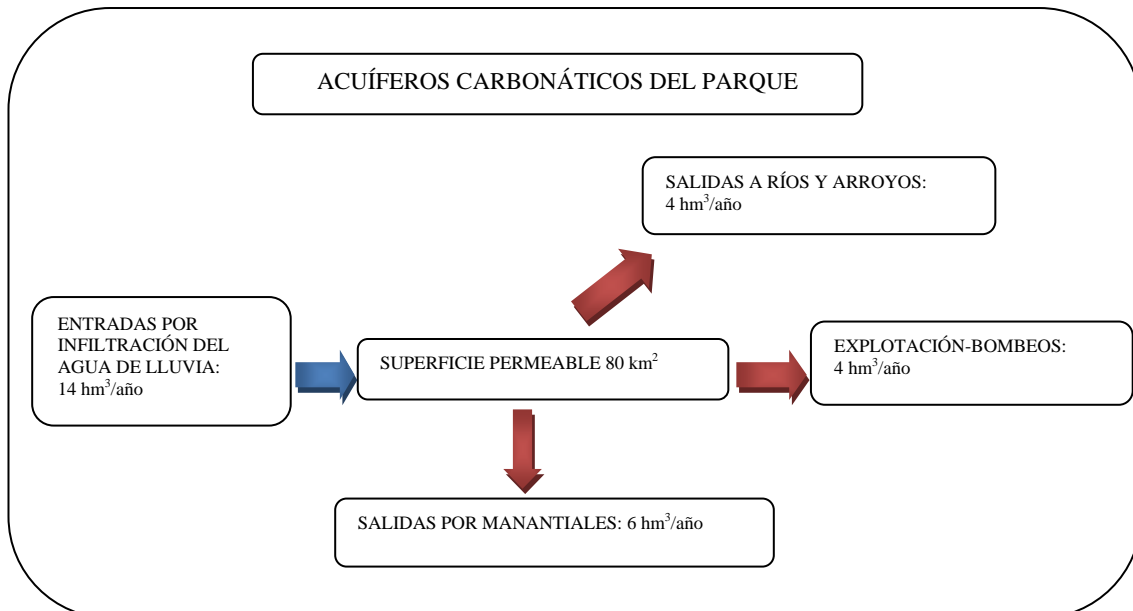 ACUÍFEROS CARBONÁTICOS DEL PARQUE
SALIDAS A RÍOS Y ARROYOS:
4 hm³/año
ENTRADAS POR
INFILTRACIÓN DEL
AGUA DE LLUVIA:
14 hm³/año
SUPERFICIE PERMEABLE 80 km²
EXPLOTACIÓN-BOMBEOS:
4 hm³/año
SALIDAS POR MANANTIALES: 6 hm³/año